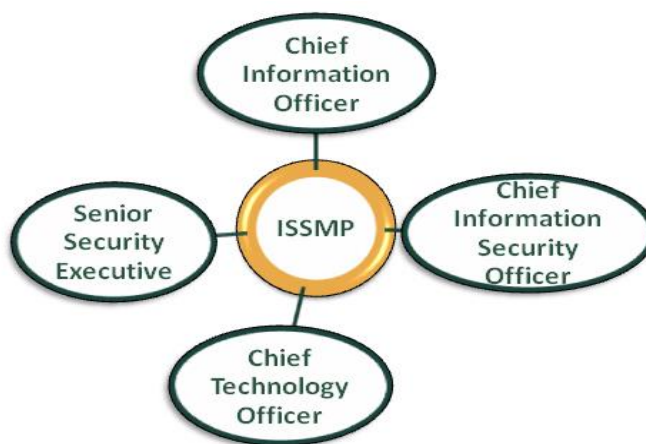 Chief
Information
Officer
Senior
Security
Executive
ISSMP
Chief
Information
Security
Officer
Chief
Technology
Officer